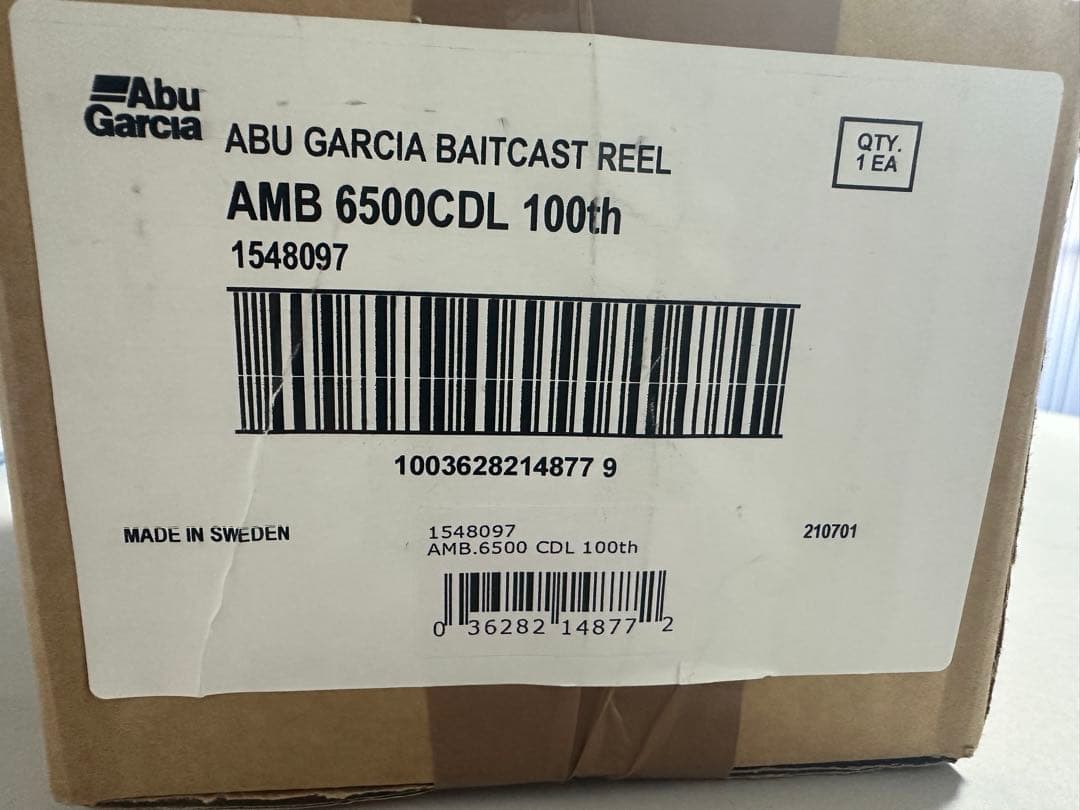 Abu
Garcia
ABU GARCIA BAITCAST REEL
QTY.
1 EA
AMB 6500CDL 100th
1548097
1003628214877 9
MADE IN SWEDEN
1548097
AMB.6500 CDL 100th
210701
0 36282 14877 2